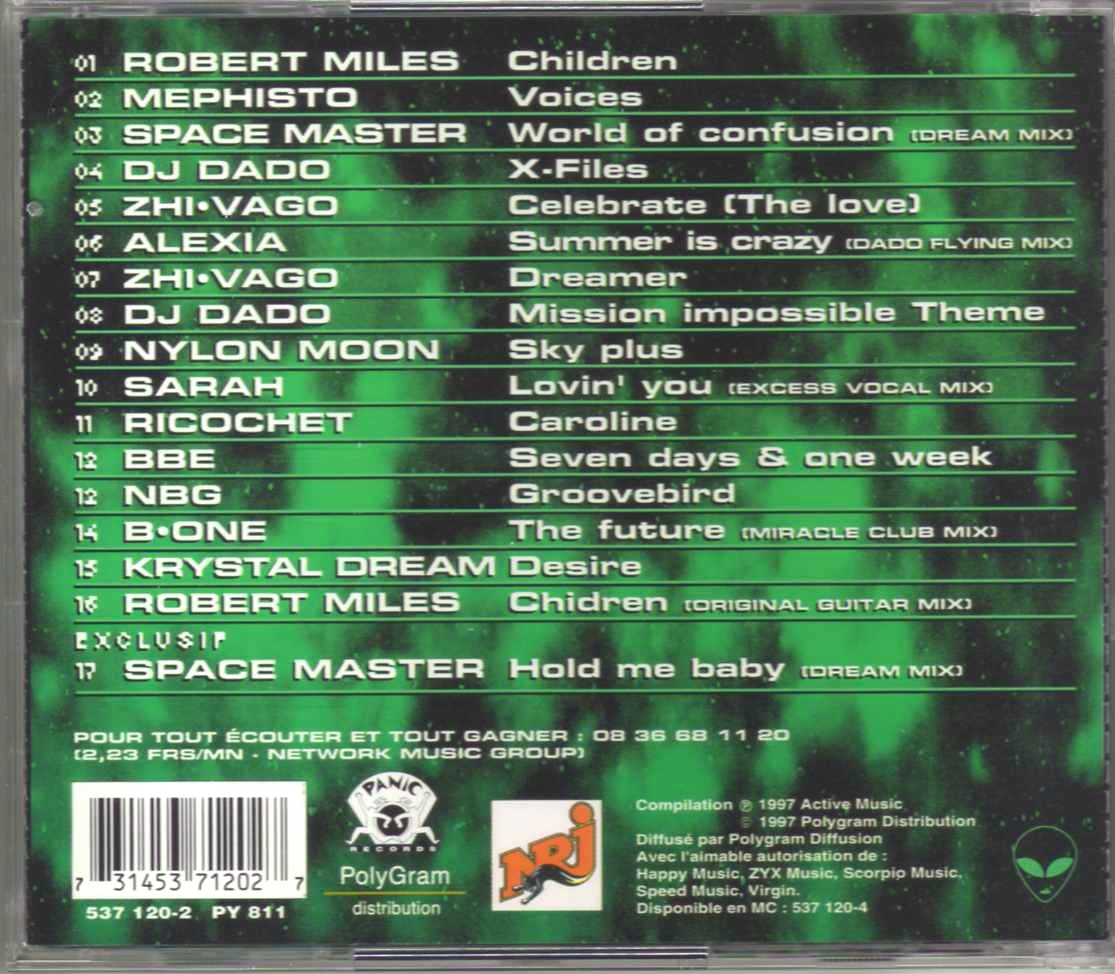 01 ROBERT MILES Children
02 MEPHISTO Voices
03 SPACE MASTER World of confusion (DREAM MIX)
04 DJ DADO X-Files
05 ZHI•VAGO Celebrate (The love)
06 ALEXIA Summer is crazy (DADO FLYING MIX)
07 ZHI•VAGO Dreamer
08 DJ DADO Mission impossible Theme
09 NYLON MOON Sky plus
10 SARAH Lovin' you (EXCESS VOCAL MIX)
11 RICOCHET Caroline
12 BBE Seven days & one week
12 NBG Groovebird
14 B•ONE The future (MIRACLE CLUB MIX)
15 KRYSTAL DREAM Desire
16 ROBERT MILES Chidren (ORIGINAL GUITAR MIX)
EXCLUSIF
17 SPACE MASTER Hold me baby (DREAM MIX)
POUR TOUT ÉCOUTER ET TOUT GAGNER : 08 36 68 11 20
(2,23 FRS/MN - NETWORK MUSIC GROUP)
7 31453 71202 7
537 120-2 PY 811
PANIC
RECORDS
PolyGram
distribution
NRJ
Compilation ℗ 1997 Active Music
© 1997 Polygram Distribution
Diffusé par Polygram Diffusion
Avec l'aimable autorisation de :
Happy Music, ZYX Music, Scorpio Music,
Speed Music, Virgin.
Disponible en MC : 537 120-4